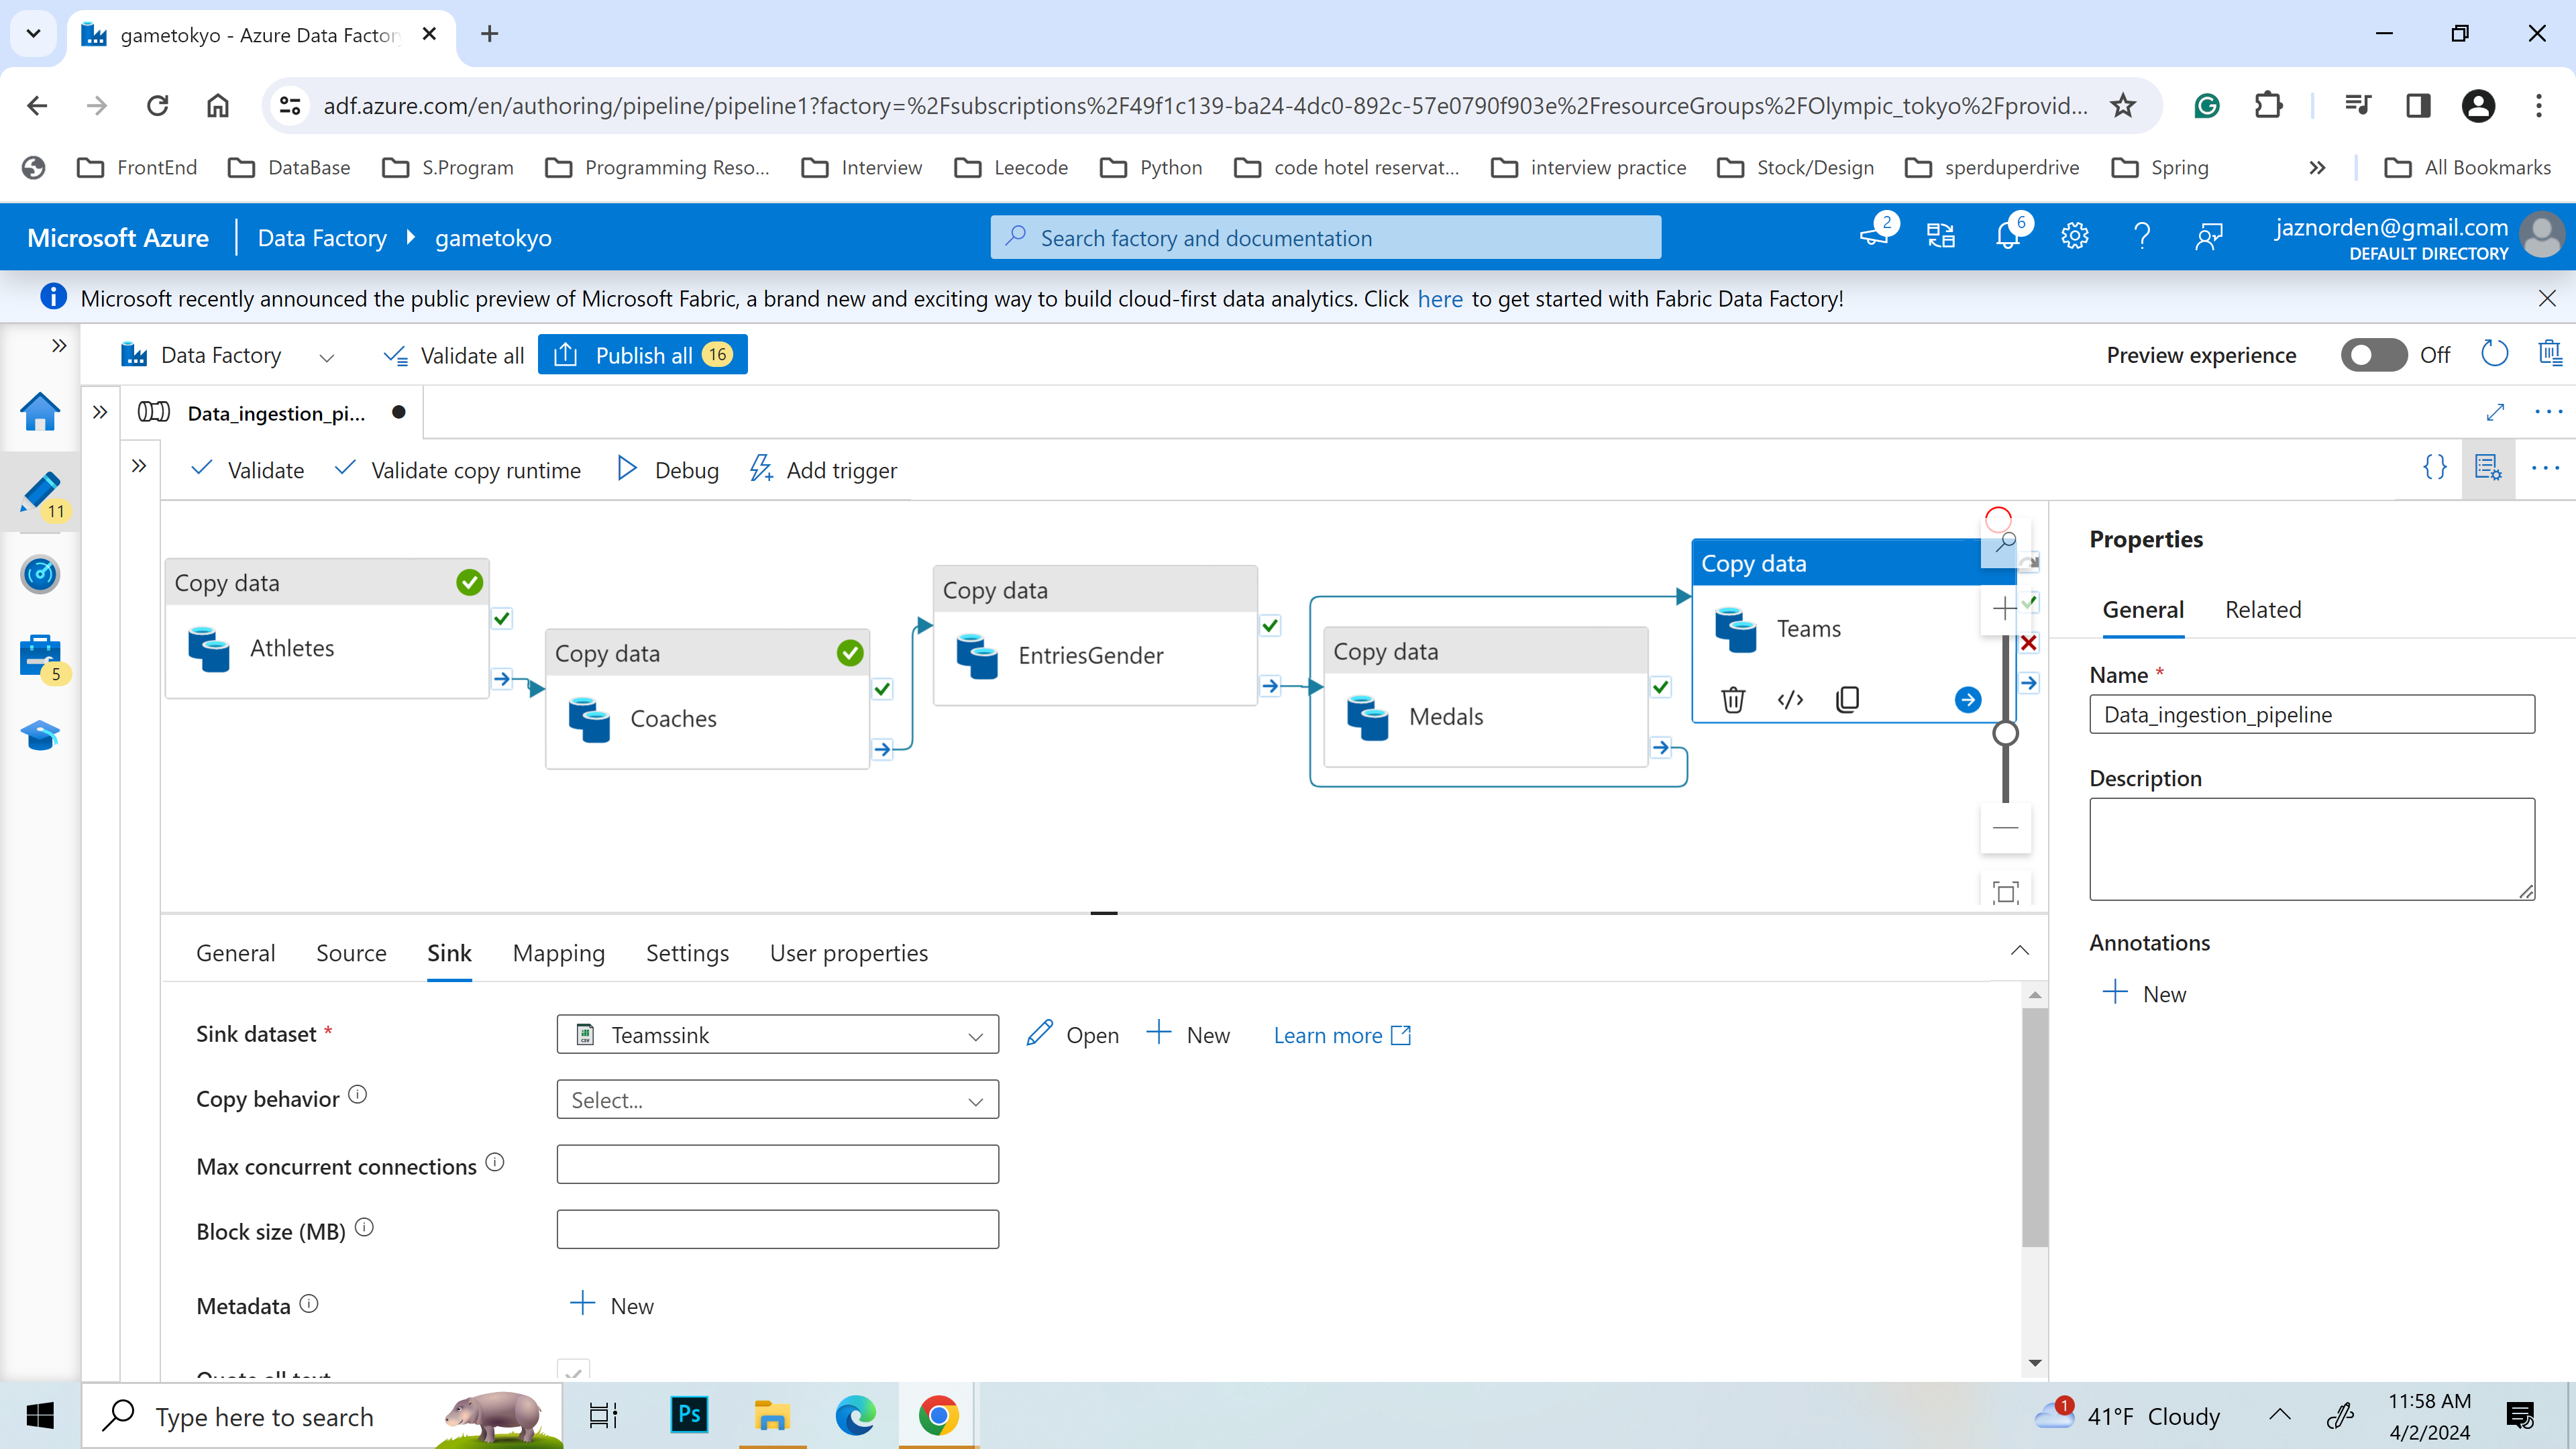 gametokyo - Azure Data Factor
adf.azure.com/en/authoring/pipeline/pipeline1?factory=%2Fsubscriptions%2F49f1c139-ba24-4dc0-892c-57e0790f903e%2FresourceGroups%2FOlympic_tokyo%2Fprovid...
FrontEnd DataBase S.Program Programming Reso... Interview Leecode Python code hotel reservat... interview practice Stock/Design sperduperdrive Spring » All Bookmarks
Microsoft Azure Data Factory gametokyo Search factory and documentation 2 6 jaznorden@gmail.com
DEFAULT DIRECTORY
Microsoft recently announced the public preview of Microsoft Fabric, a brand new and exciting way to build cloud-first data analytics. Click here to get started with Fabric Data Factory!
Data Factory Validate all Publish all 16 Preview experience Off
Data_ingestion_pi...
11
5
Validate Validate copy runtime Debug Add trigger
Copy data
Athletes
Copy data
Coaches
Copy data
EntriesGender
Copy data
Medals
Copy data
Teams
Properties
General Related
Name *
Data_ingestion_pipeline
Description
Annotations
New
General Source Sink Mapping Settings User properties
Sink dataset * Teamssink Open New Learn more
Copy behavior Select...
Max concurrent connections
Block size (MB)
Metadata New
Type here to search
Ps
1
41°F Cloudy
11:58 AM
4/2/2024